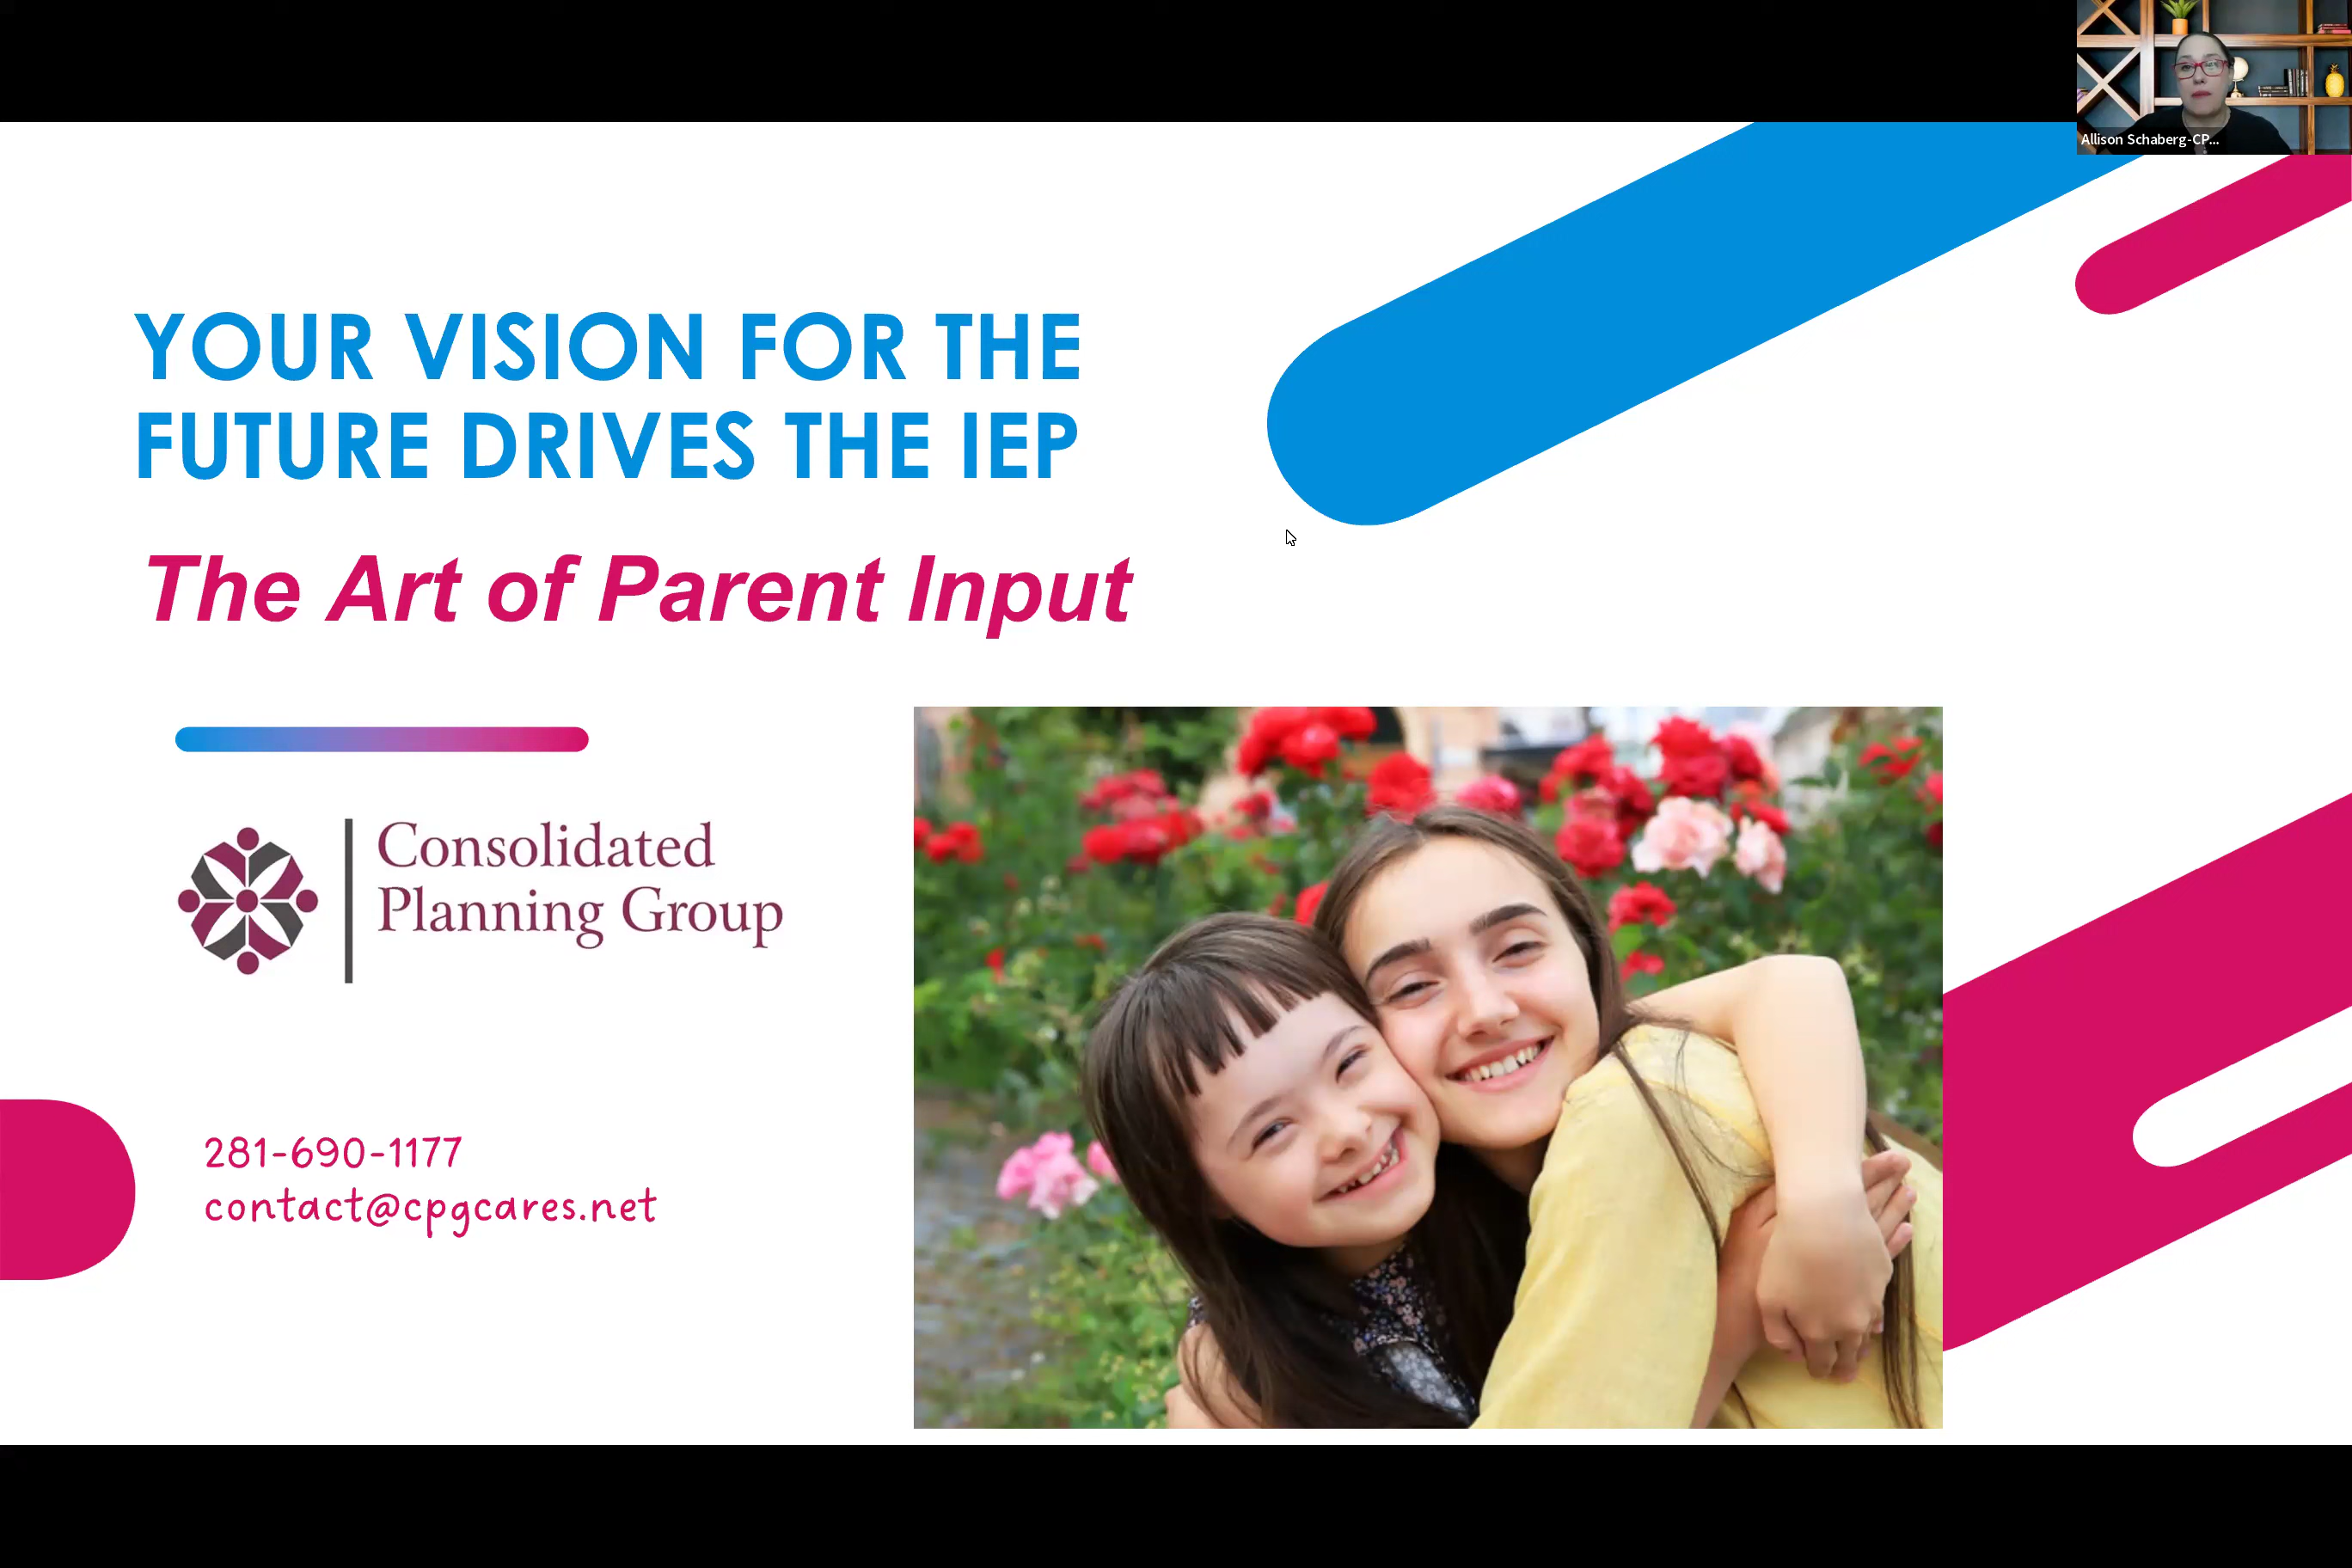 Allison Schaberg-CP...
YOUR VISION FOR THE
FUTURE DRIVES THE IEP
The Art of Parent Input
Consolidated
Planning Group
281-690-1177
contact@cpgcares.net